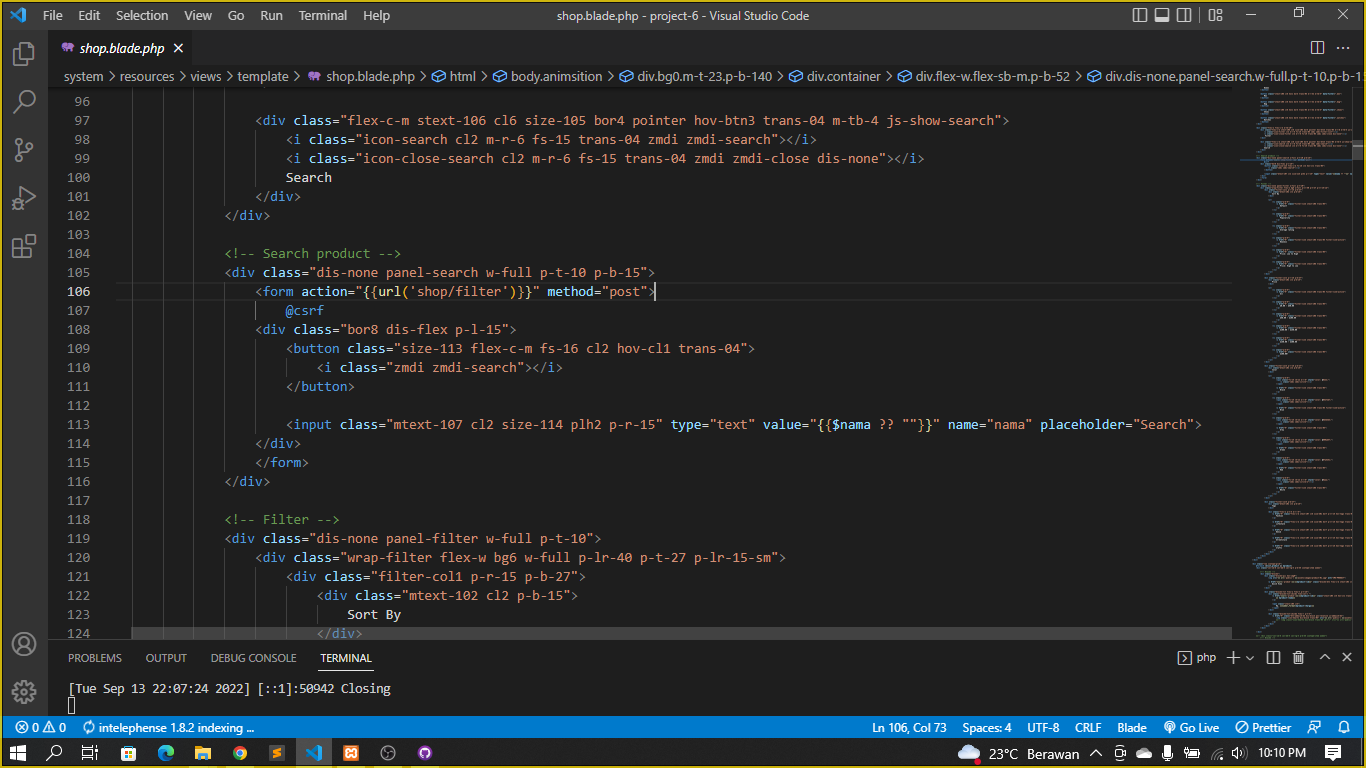 File Edit Selection View Go Run Terminal Help shop.blade.php - project-6 - Visual Studio Code
shop.blade.php
system > resources > views > template > shop.blade.php > html > body.animsition > div.bg0.m-t-23.p-b-140 > div.container > div.flex-w.flex-sb-m.p-b-52 > div.dis-none.panel-search.w-full.p-t-10.p-b-1
96
97 <div class="flex-c-m stext-106 cl6 size-105 bor4 pointer hov-btn3 trans-04 m-tb-4 js-show-search">
98 <i class="icon-search cl2 m-r-6 fs-15 trans-04 zmdi zmdi-search"></i>
99 <i class="icon-close-search cl2 m-r-6 fs-15 trans-04 zmdi zmdi-close dis-none"></i>
100 Search
101 </div>
102 </div>
103
104 <!-- Search product -->
105 <div class="dis-none panel-search w-full p-t-10 p-b-15">
106 <form action="{{url('shop/filter')}}" method="post">
107 @csrf
108 <div class="bor8 dis-flex p-l-15">
109 <button class="size-113 flex-c-m fs-16 cl2 hov-cl1 trans-04">
110 <i class="zmdi zmdi-search"></i>
111 </button>
112
113 <input class="mtext-107 cl2 size-114 plh2 p-r-15" type="text" value="{{$nama ?? ""}}" name="nama" placeholder="Search">
114 </div>
115 </form>
116 </div>
117
118 <!-- Filter -->
119 <div class="dis-none panel-filter w-full p-t-10">
120 <div class="wrap-filter flex-w bg6 w-full p-lr-40 p-t-27 p-lr-15-sm">
121 <div class="filter-col1 p-r-15 p-b-27">
122 <div class="mtext-102 cl2 p-b-15">
123 Sort By
124 </div>
PROBLEMS OUTPUT DEBUG CONSOLE TERMINAL php
[Tue Sep 13 22:07:24 2022] [::1]:50942 Closing
0 0 intelephense 1.8.2 indexing ... Ln 106, Col 73 Spaces: 4 UTF-8 CRLF Blade Go Live Prettier
23°C Berawan 10:10 PM